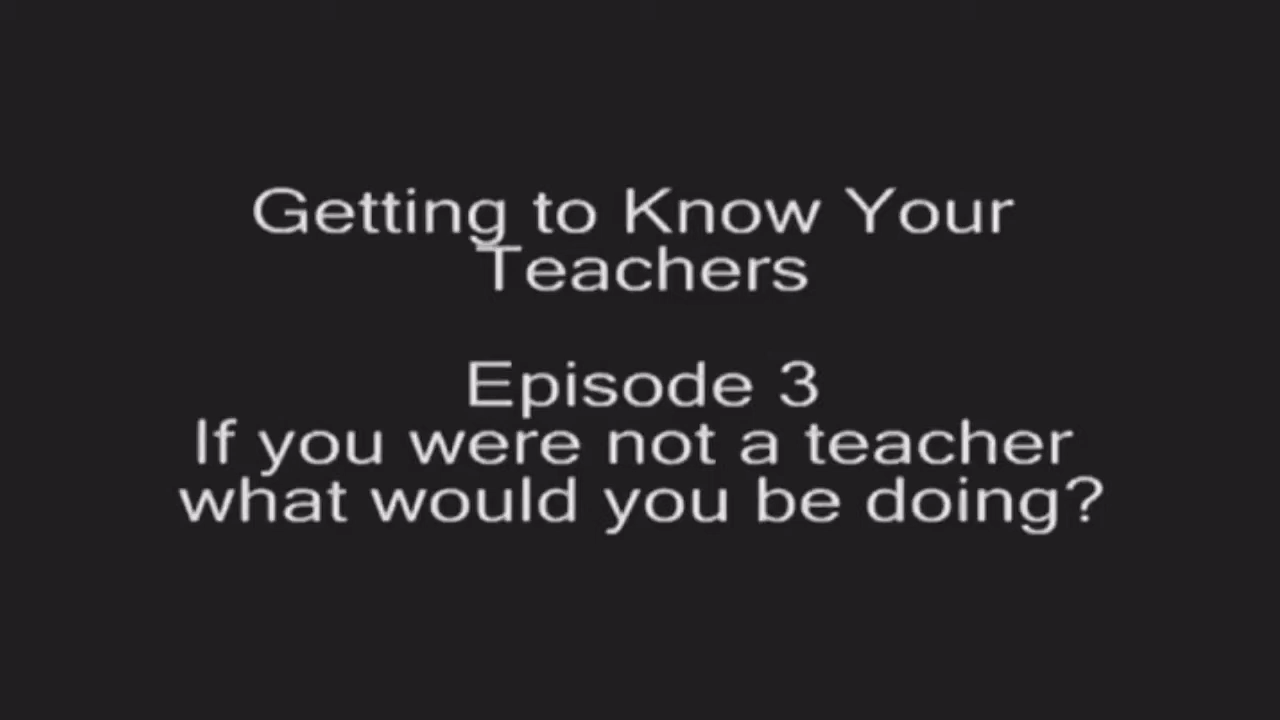 Getting to Know Your
Teachers
Episode 3
If you were not a teacher
what would you be doing?